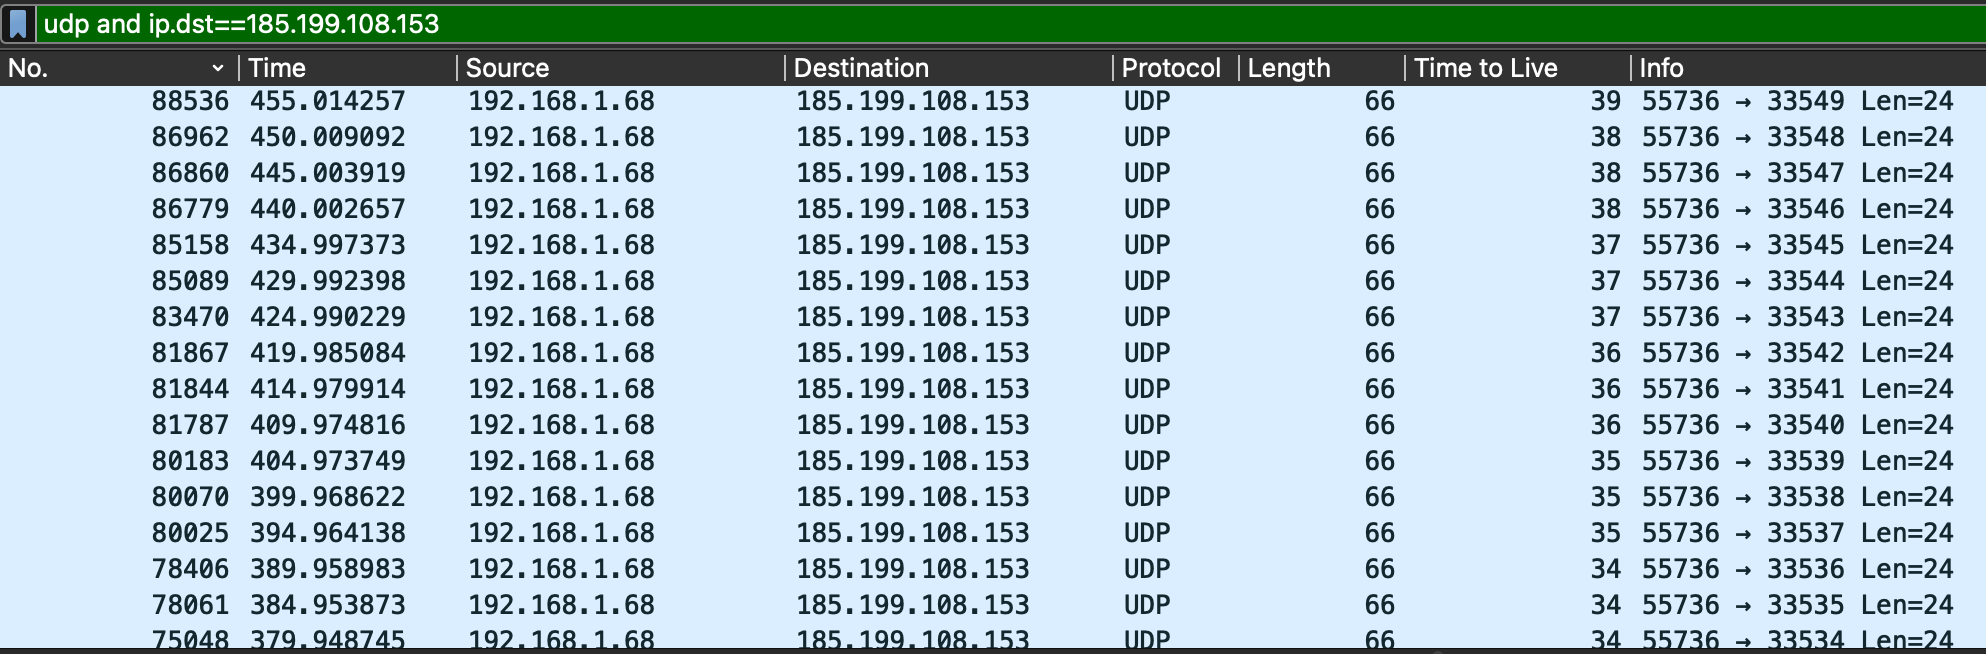 udp and ip.dst==185.199.108.153
No. Time Source Destination Protocol Length Time to Live Info
88536 455.014257 192.168.1.68 185.199.108.153 UDP 66 39 55736 → 33549 Len=24
86962 450.009092 192.168.1.68 185.199.108.153 UDP 66 38 55736 → 33548 Len=24
86860 445.003919 192.168.1.68 185.199.108.153 UDP 66 38 55736 → 33547 Len=24
86779 440.002657 192.168.1.68 185.199.108.153 UDP 66 38 55736 → 33546 Len=24
85158 434.997373 192.168.1.68 185.199.108.153 UDP 66 37 55736 → 33545 Len=24
85089 429.992398 192.168.1.68 185.199.108.153 UDP 66 37 55736 → 33544 Len=24
83470 424.990229 192.168.1.68 185.199.108.153 UDP 66 37 55736 → 33543 Len=24
81867 419.985084 192.168.1.68 185.199.108.153 UDP 66 36 55736 → 33542 Len=24
81844 414.979914 192.168.1.68 185.199.108.153 UDP 66 36 55736 → 33541 Len=24
81787 409.974816 192.168.1.68 185.199.108.153 UDP 66 36 55736 → 33540 Len=24
80183 404.973749 192.168.1.68 185.199.108.153 UDP 66 35 55736 → 33539 Len=24
80070 399.968622 192.168.1.68 185.199.108.153 UDP 66 35 55736 → 33538 Len=24
80025 394.964138 192.168.1.68 185.199.108.153 UDP 66 35 55736 → 33537 Len=24
78406 389.958983 192.168.1.68 185.199.108.153 UDP 66 34 55736 → 33536 Len=24
78061 384.953873 192.168.1.68 185.199.108.153 UDP 66 34 55736 → 33535 Len=24
75048 379.948745 192.168.1.68 185.199.108.153 UDP 66 34 55736 → 33534 Len=24